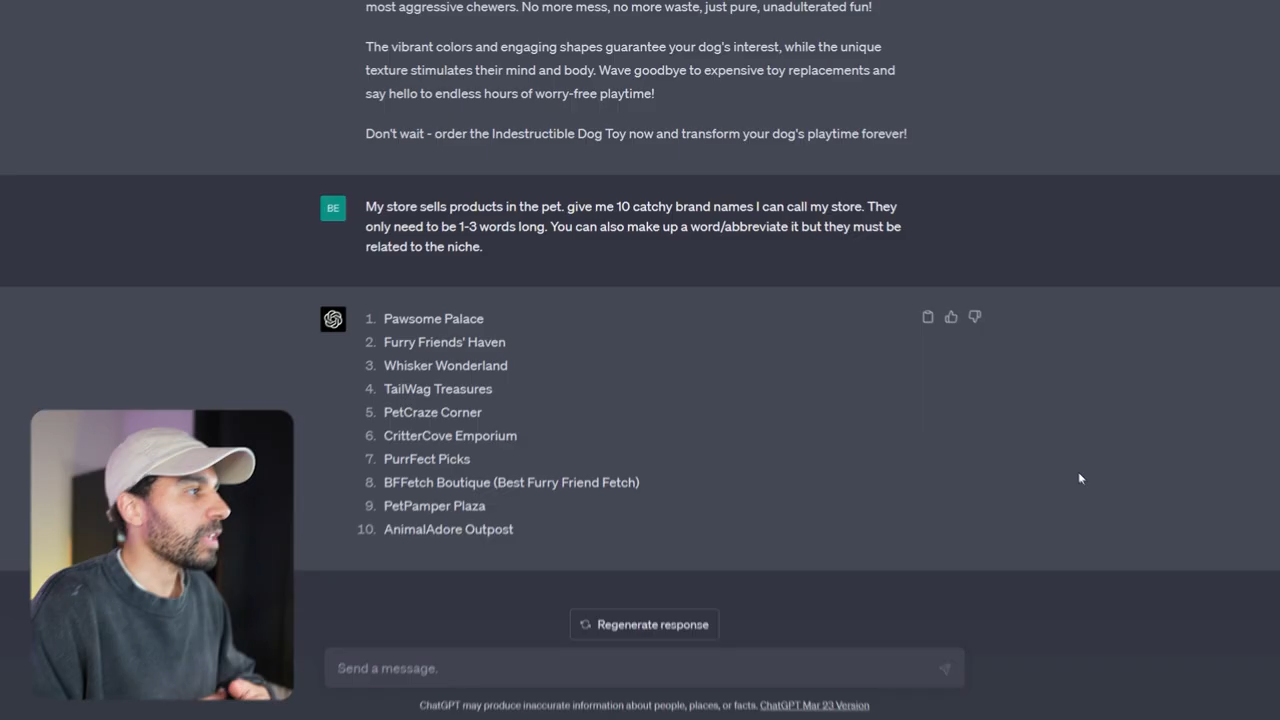 most aggressive chewers. No more mess, no more waste, just pure, unadulterated fun!
The vibrant colors and engaging shapes guarantee your dog's interest, while the unique
texture stimulates their mind and body. Wave goodbye to expensive toy replacements and
say hello to endless hours of worry-free playtime!
Don't wait - order the Indestructible Dog Toy now and transform your dog's playtime forever!
BE
My store sells products in the pet. give me 10 catchy brand names I can call my store. They
only need to be 1-3 words long. You can also make up a word/abbreviate it but they must be
related to the niche.
1. Pawsome Palace
2. Furry Friends' Haven
3. Whisker Wonderland
4. TailWag Treasures
5. PetCraze Corner
6. CritterCove Emporium
7. PurrFect Picks
8. BFFetch Boutique (Best Furry Friend Fetch)
9. PetPamper Plaza
10. AnimalAdore Outpost
Regenerate response
Send a message.
ChatGPT may produce inaccurate information about people, places, or facts. ChatGPT Mar 23 Version